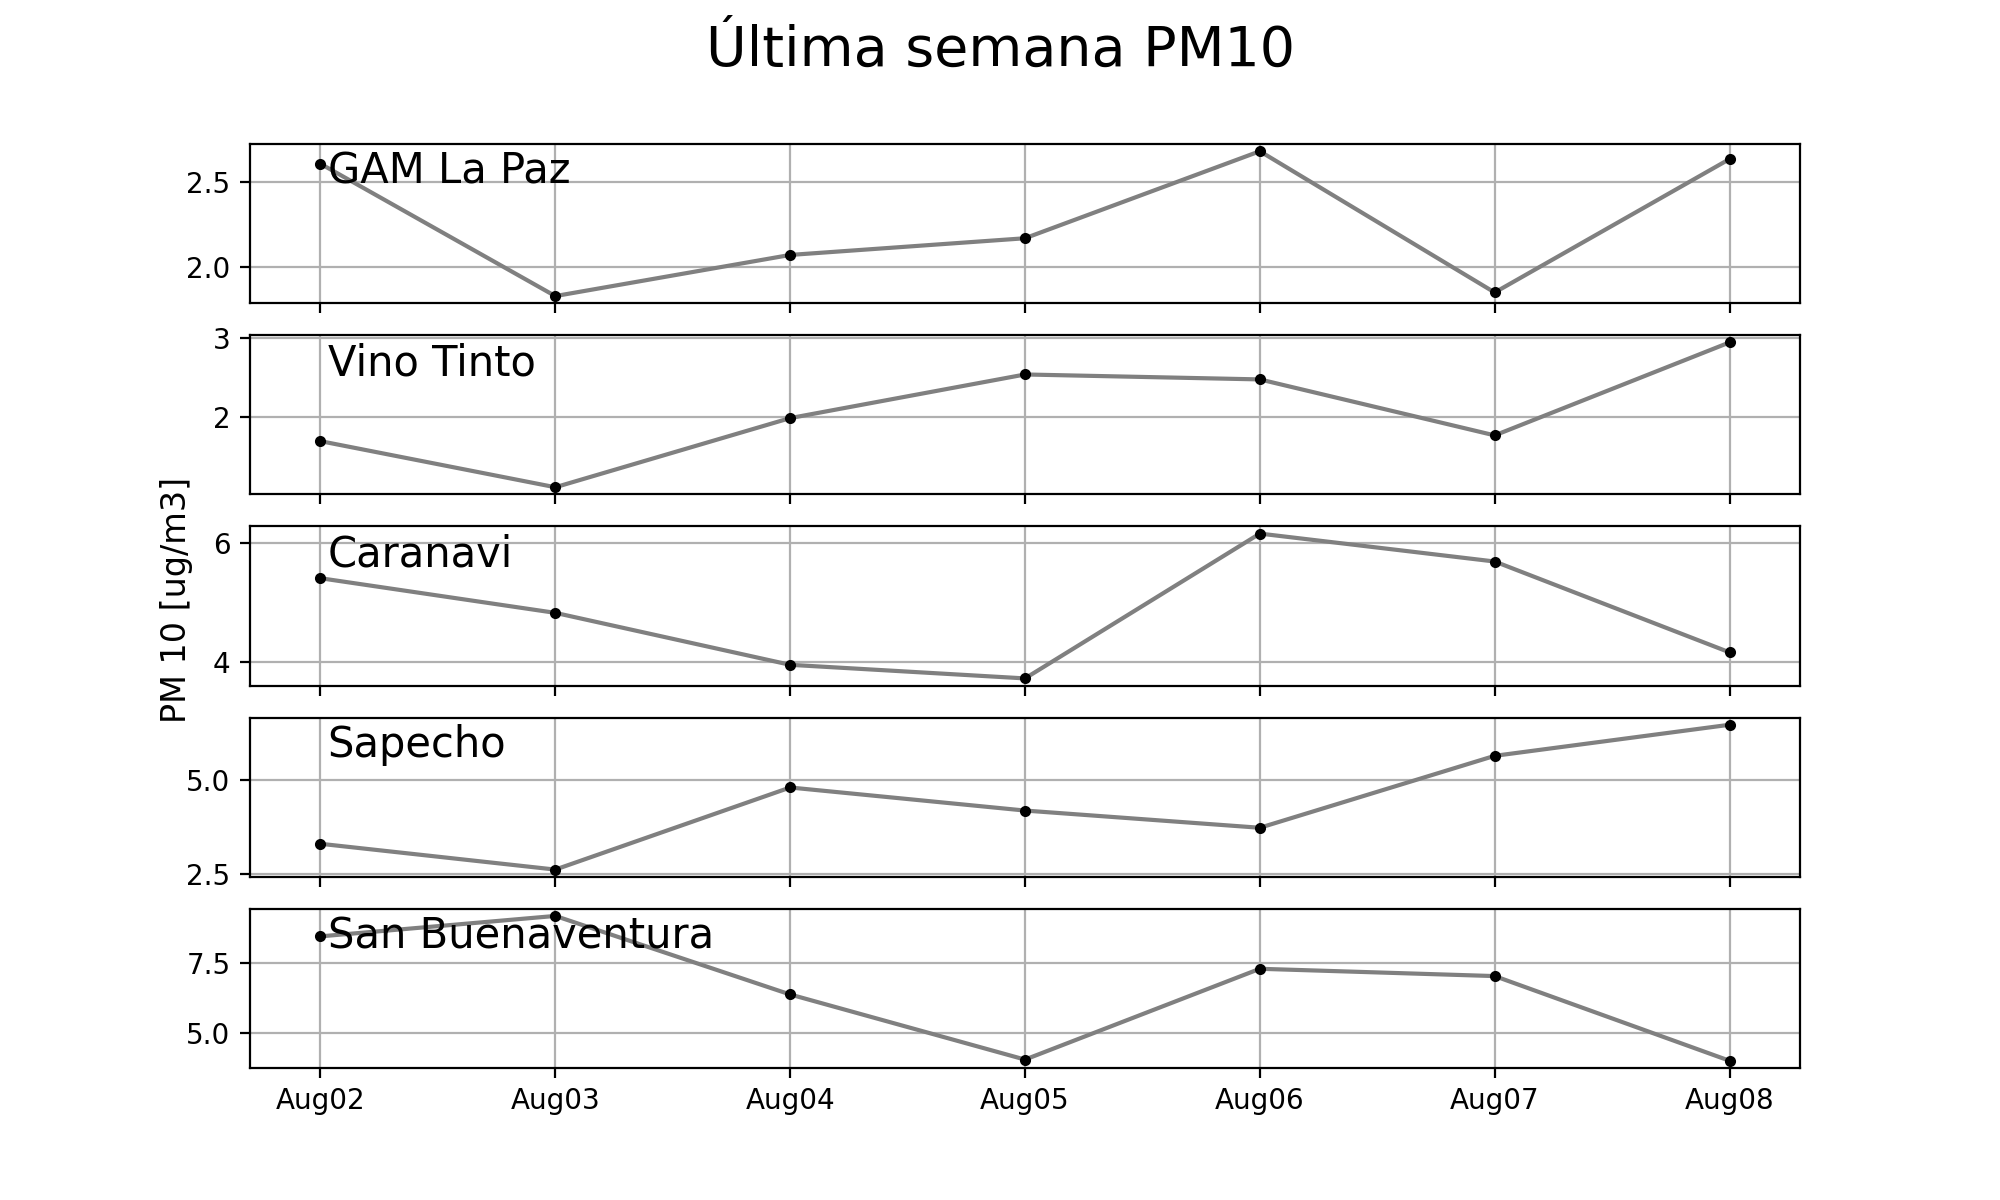 Última semana PM10
GAM La Paz
2.5
2.0
Vino Tinto
3
2
PM 10 [ug/m3]
Caranavi
6
4
Sapecho
5.0
2.5
San Buenaventura
7.5
5.0
Aug02 Aug03 Aug04 Aug05 Aug06 Aug07 Aug08